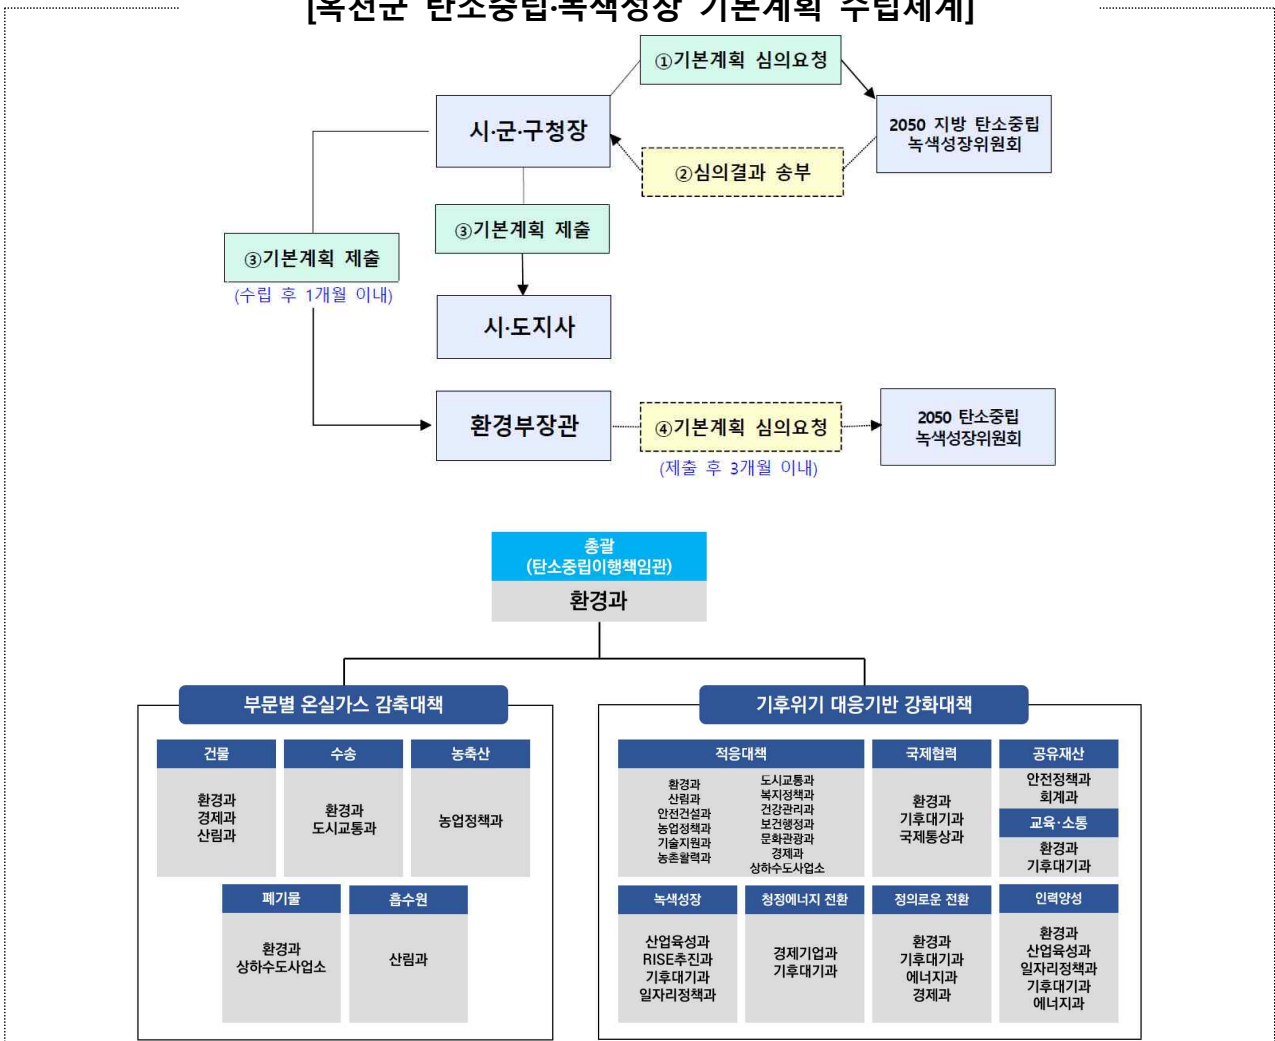 [옥천군 탄소중립·녹색성장 기본계획 수립체계]
①기본계획 심의요청
시·군·구청장
2050 지방 탄소중립
녹색성장위원회
②심의결과 송부
③기본계획 제출
③기본계획 제출
(수립 후 1개월 이내)
시·도지사
환경부장관
④기본계획 심의요청
(제출 후 3개월 이내)
2050 탄소중립
녹색성장위원회
총괄
(탄소중립이행책임관)
환경과
부문별 온실가스 감축대책
건물
환경과
경제과
산림과
수송
환경과
도시교통과
농축산
농업정책과
폐기물
환경과
상하수도사업소
흡수원
산림과
기후위기 대응기반 강화대책
적응대책
환경과
산림과
안전건설과
농업정책과
기술지원과
농촌활력과
도시교통과
복지정책과
건강관리과
보건행정과
문화관광과
경제과
상하수도사업소
국제협력
환경과
기후대기과
국제통상과
공유재산
안전정책과
회계과
교육·소통
환경과
기후대기과
녹색성장
산업육성과
RISE추진과
기후대기과
일자리정책과
청정에너지 전환
경제기업과
기후대기과
정의로운 전환
환경과
기후대기과
에너지과
경제과
인력양성
환경과
산업육성과
일자리정책과
기후대기과
에너지과